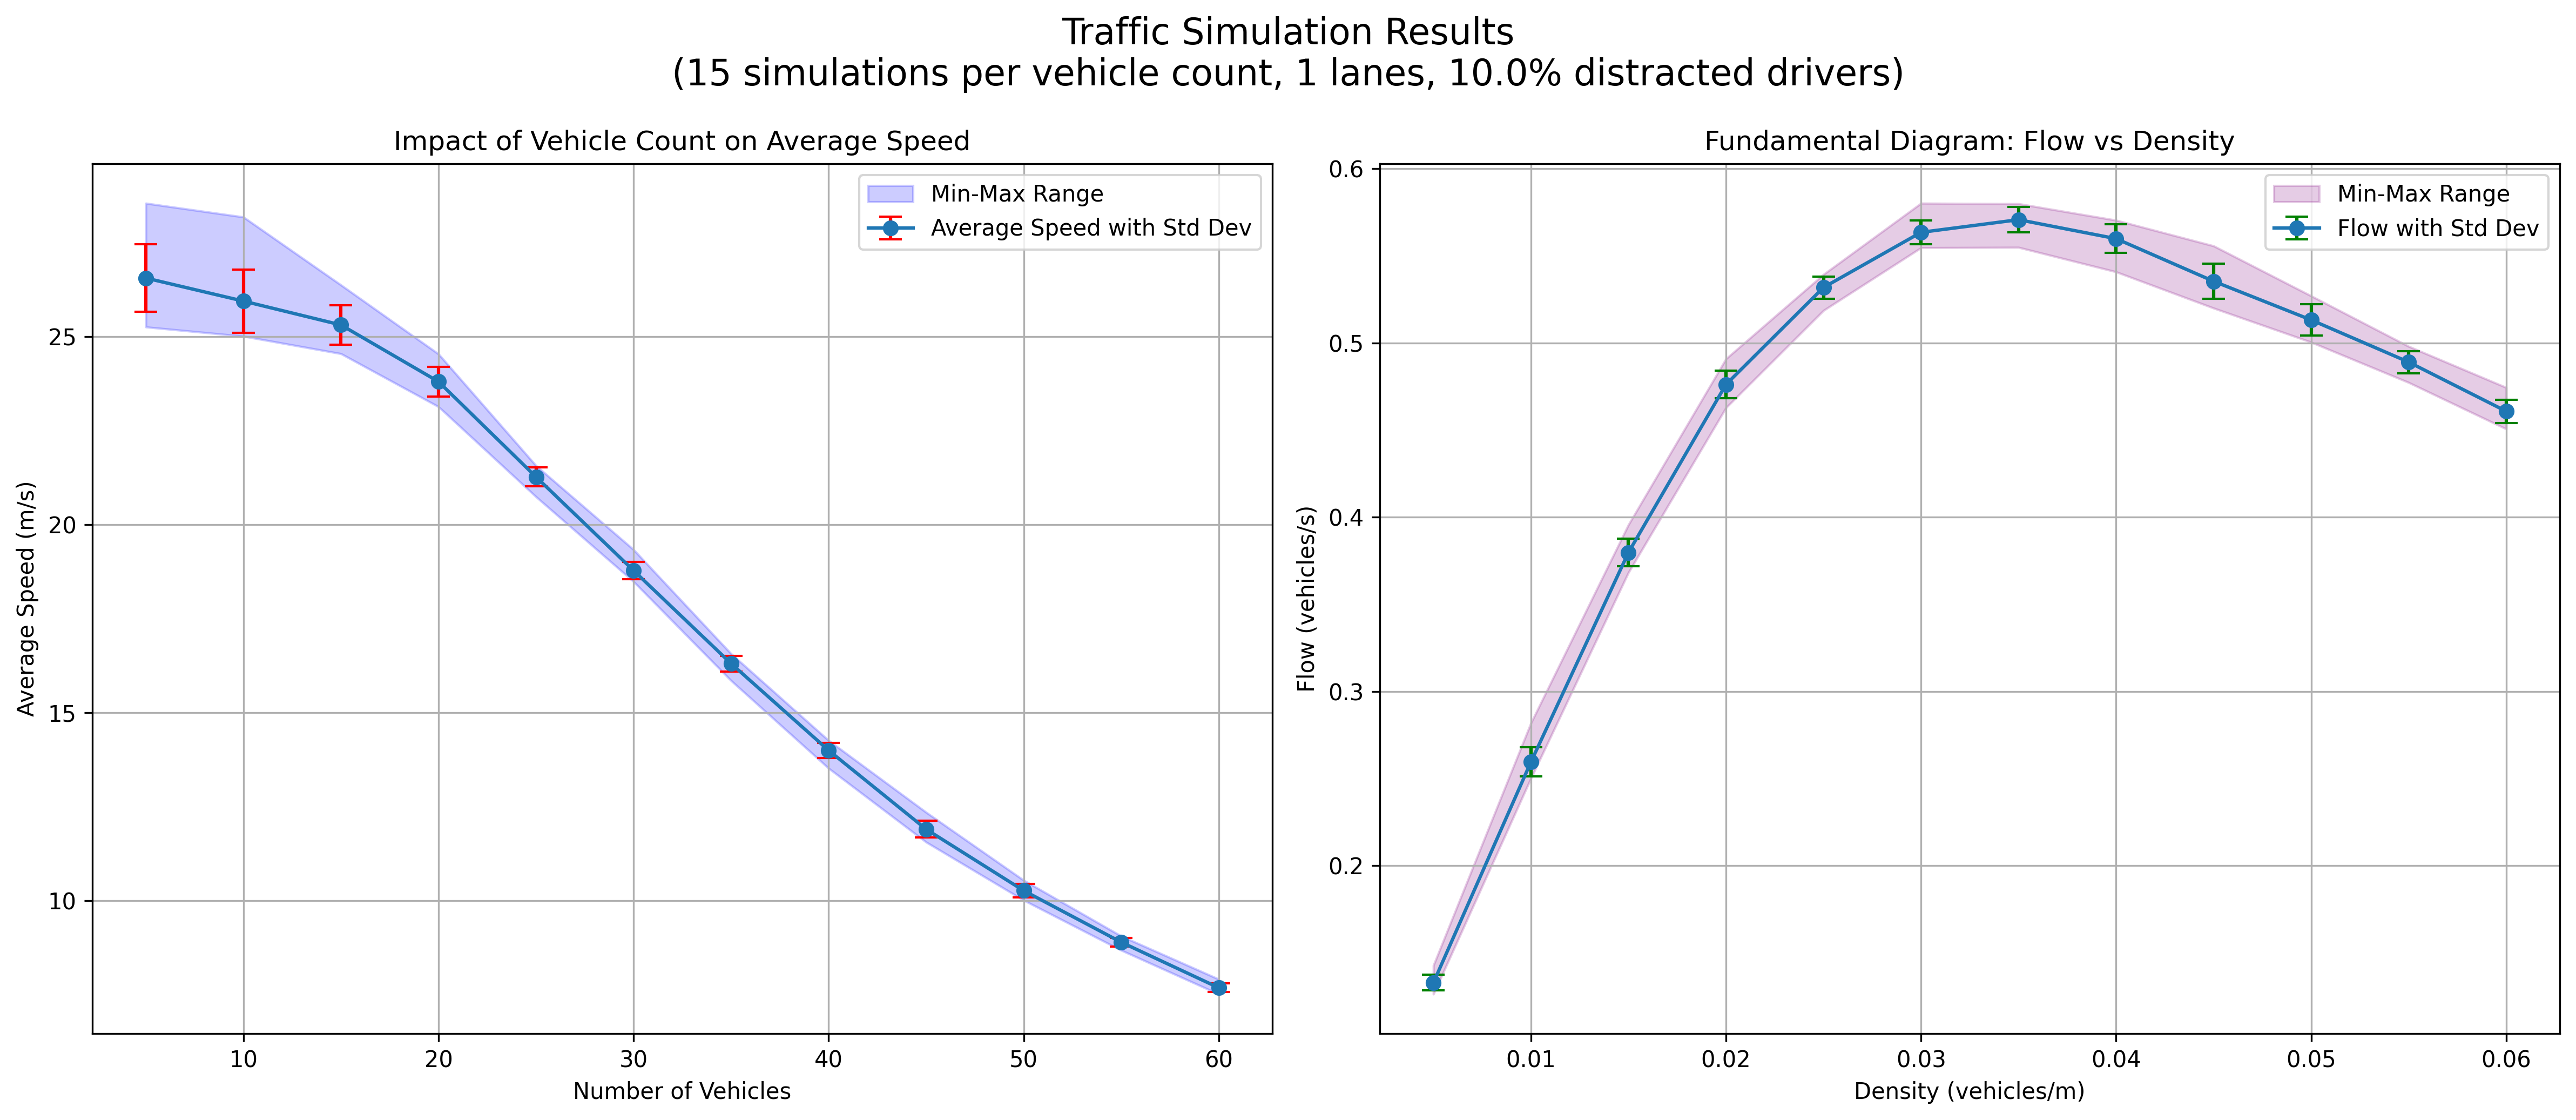 Traffic Simulation Results
(15 simulations per vehicle count, 1 lanes, 10.0% distracted drivers)
Impact of Vehicle Count on Average Speed
Min-Max Range
Average Speed with Std Dev
25
20
15
10
Average Speed (m/s)
10
20
30
40
50
60
Number of Vehicles
Fundamental Diagram: Flow vs Density
Min-Max Range
Flow with Std Dev
0.6
0.5
0.4
0.3
0.2
Flow (vehicles/s)
0.01
0.02
0.03
0.04
0.05
0.06
Density (vehicles/m)